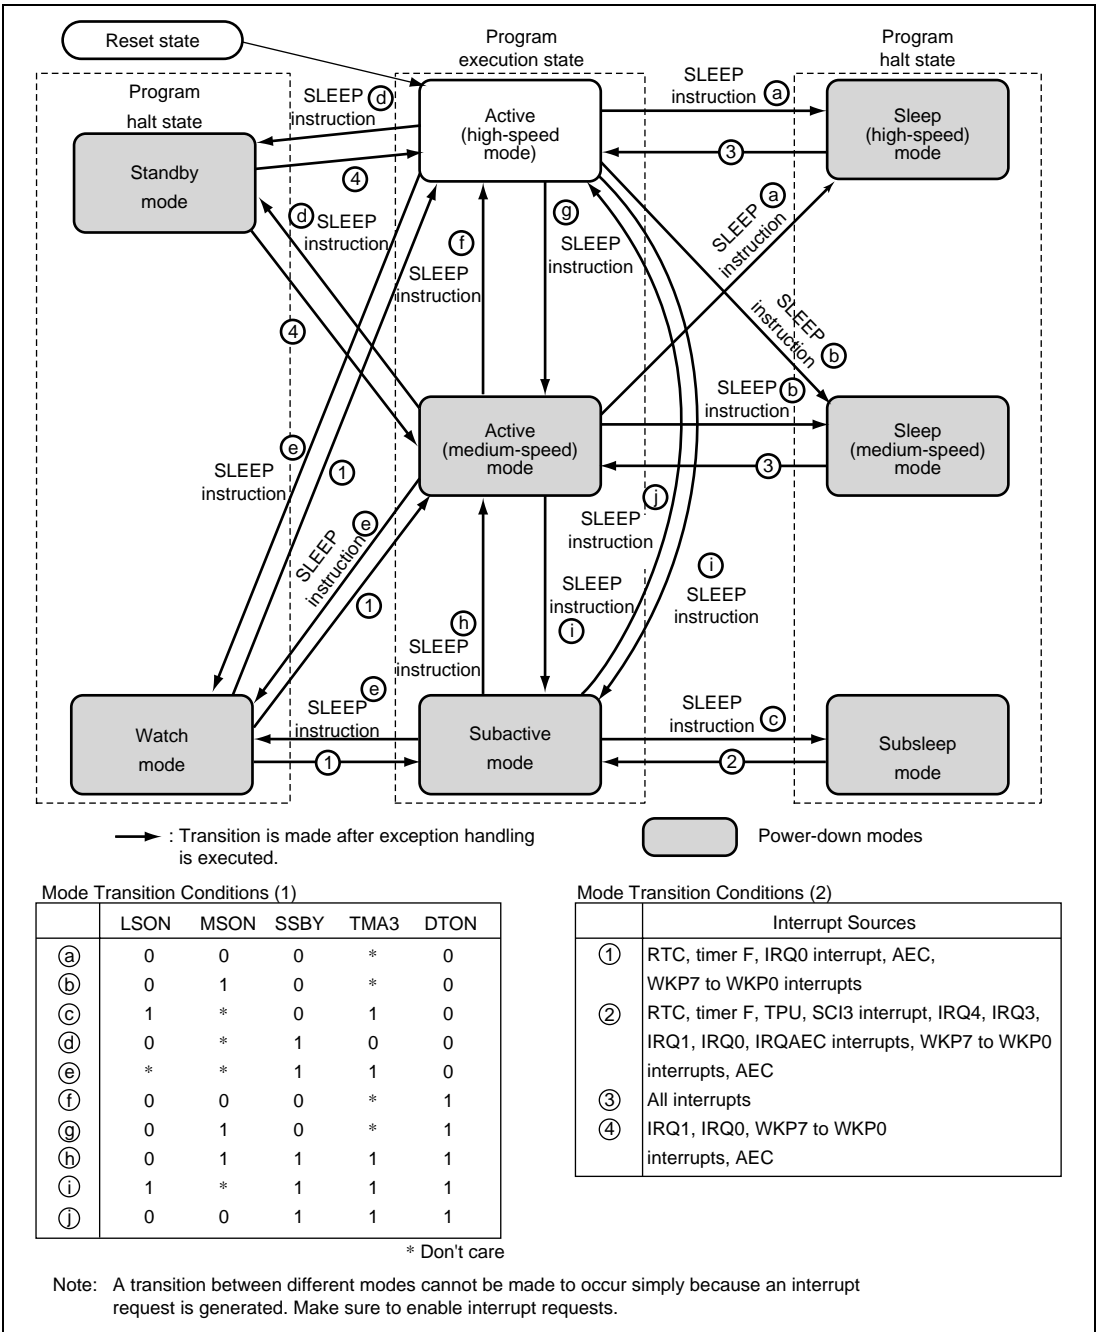 Reset state
Program
execution state
Program
halt state
Program
halt state
SLEEP ⓓ
instruction
Active
(high-speed
mode)
SLEEP
instruction ⓐ
Sleep
(high-speed)
mode
Standby
mode
④
③
ⓓ SLEEP
instruction
ⓕ
SLEEP
instruction
ⓖ
SLEEP
instruction
SLEEP ⓐ
instruction
SLEEP
instruction ⓑ
④
Active
(medium-speed)
mode
SLEEP ⓑ
instruction
Sleep
(medium-speed)
mode
③
ⓔ
SLEEP
instruction
①
SLEEP ⓔ
instruction
①
ⓙ
SLEEP
instruction
ⓘ
SLEEP
instruction
SLEEP
instruction
ⓘ
ⓗ
SLEEP
instruction
Watch
mode
SLEEP ⓔ
instruction
①
Subactive
mode
SLEEP
instruction ⓒ
②
Subsleep
mode
: Transition is made after exception handling
is executed.
Power-down modes
Mode Transition Conditions (1)
LSON MSON SSBY TMA3 DTON
ⓐ 0 0 0 * 0
ⓑ 0 1 0 * 0
ⓒ 1 * 0 1 0
ⓓ 0 * 1 0 0
ⓔ * * 1 1 0
ⓕ 0 0 0 * 1
ⓖ 0 1 0 * 1
ⓗ 0 1 1 1 1
ⓘ 1 * 1 1 1
ⓙ 0 0 1 1 1
* Don't care
Mode Transition Conditions (2)
Interrupt Sources
① RTC, timer F, IRQ0 interrupt, AEC,
WKP7 to WKP0 interrupts
② RTC, timer F, TPU, SCI3 interrupt, IRQ4, IRQ3,
IRQ1, IRQ0, IRQAEC interrupts, WKP7 to WKP0
interrupts, AEC
③ All interrupts
④ IRQ1, IRQ0, WKP7 to WKP0
interrupts, AEC
Note: A transition between different modes cannot be made to occur simply because an interrupt
request is generated. Make sure to enable interrupt requests.